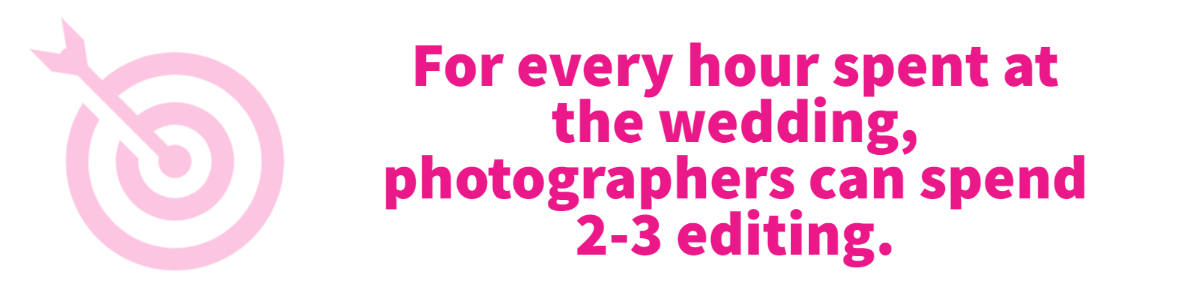 For every hour spent at
the wedding,
photographers can spend
2-3 editing.